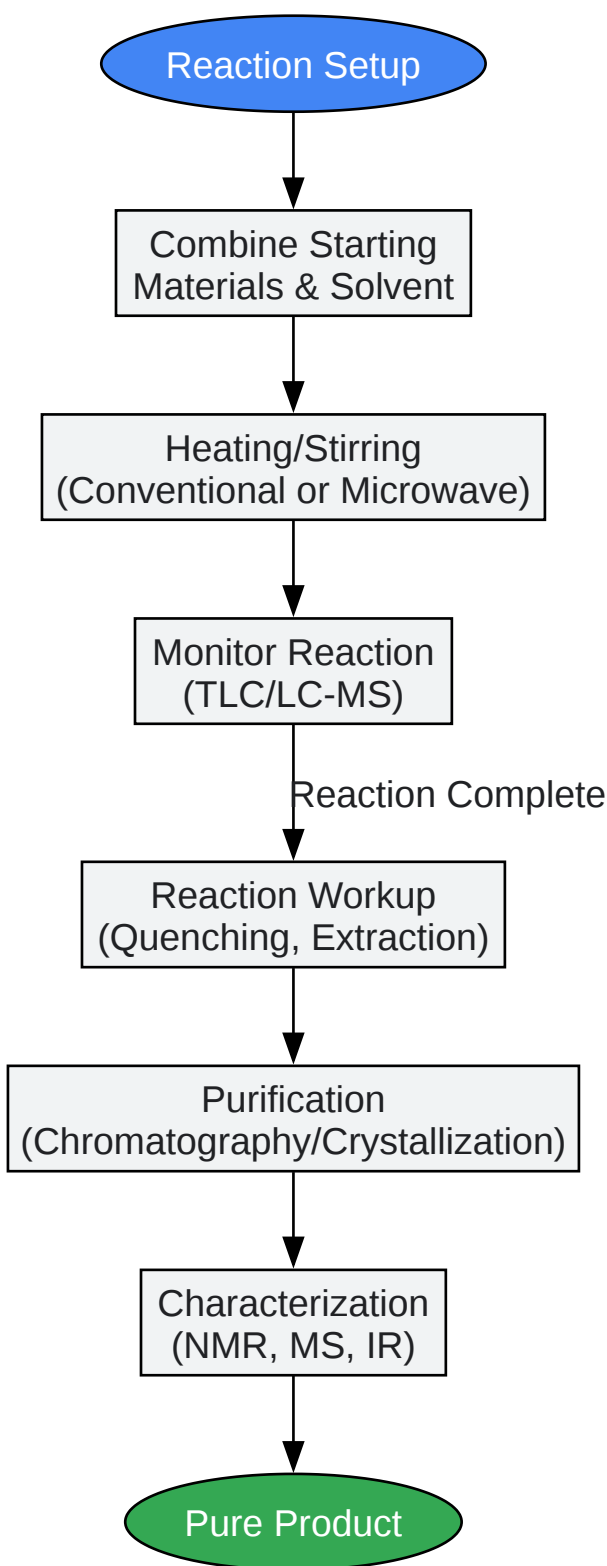 Reaction Setup
Combine Starting
Materials & Solvent
Heating/Stirring
(Conventional or Microwave)
Monitor Reaction
(TLC/LC-MS)
Reaction Complete
Reaction Workup
(Quenching, Extraction)
Purification
(Chromatography/Crystallization)
Characterization
(NMR, MS, IR)
Pure Product